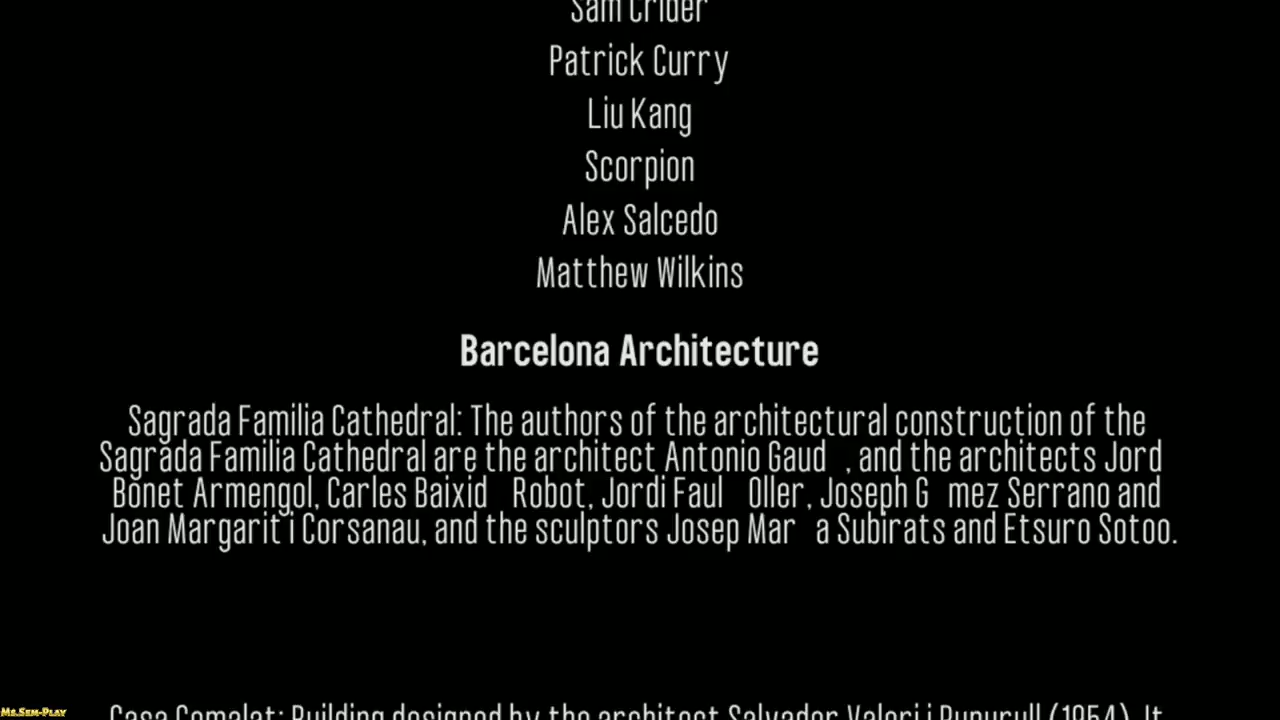 Sam Crider
Patrick Curry
Liu Kang
Scorpion
Alex Salcedo
Matthew Wilkins
Barcelona Architecture
Sagrada Familia Cathedral: The authors of the architectural construction of the
Sagrada Familia Cathedral are the architect Antonio Gaud , and the architects Jord
Bonet Armengol, Carles Baixid Robot, Jordi Faul Oller, Joseph G mez Serrano and
Joan Margarit i Corsanau, and the sculptors Josep Mar a Subirats and Etsuro Sotoo.
Casa Comalat: Building designed by the architect Salvador Valeri i Pupurull (1954). It
Ms.Sem-Play